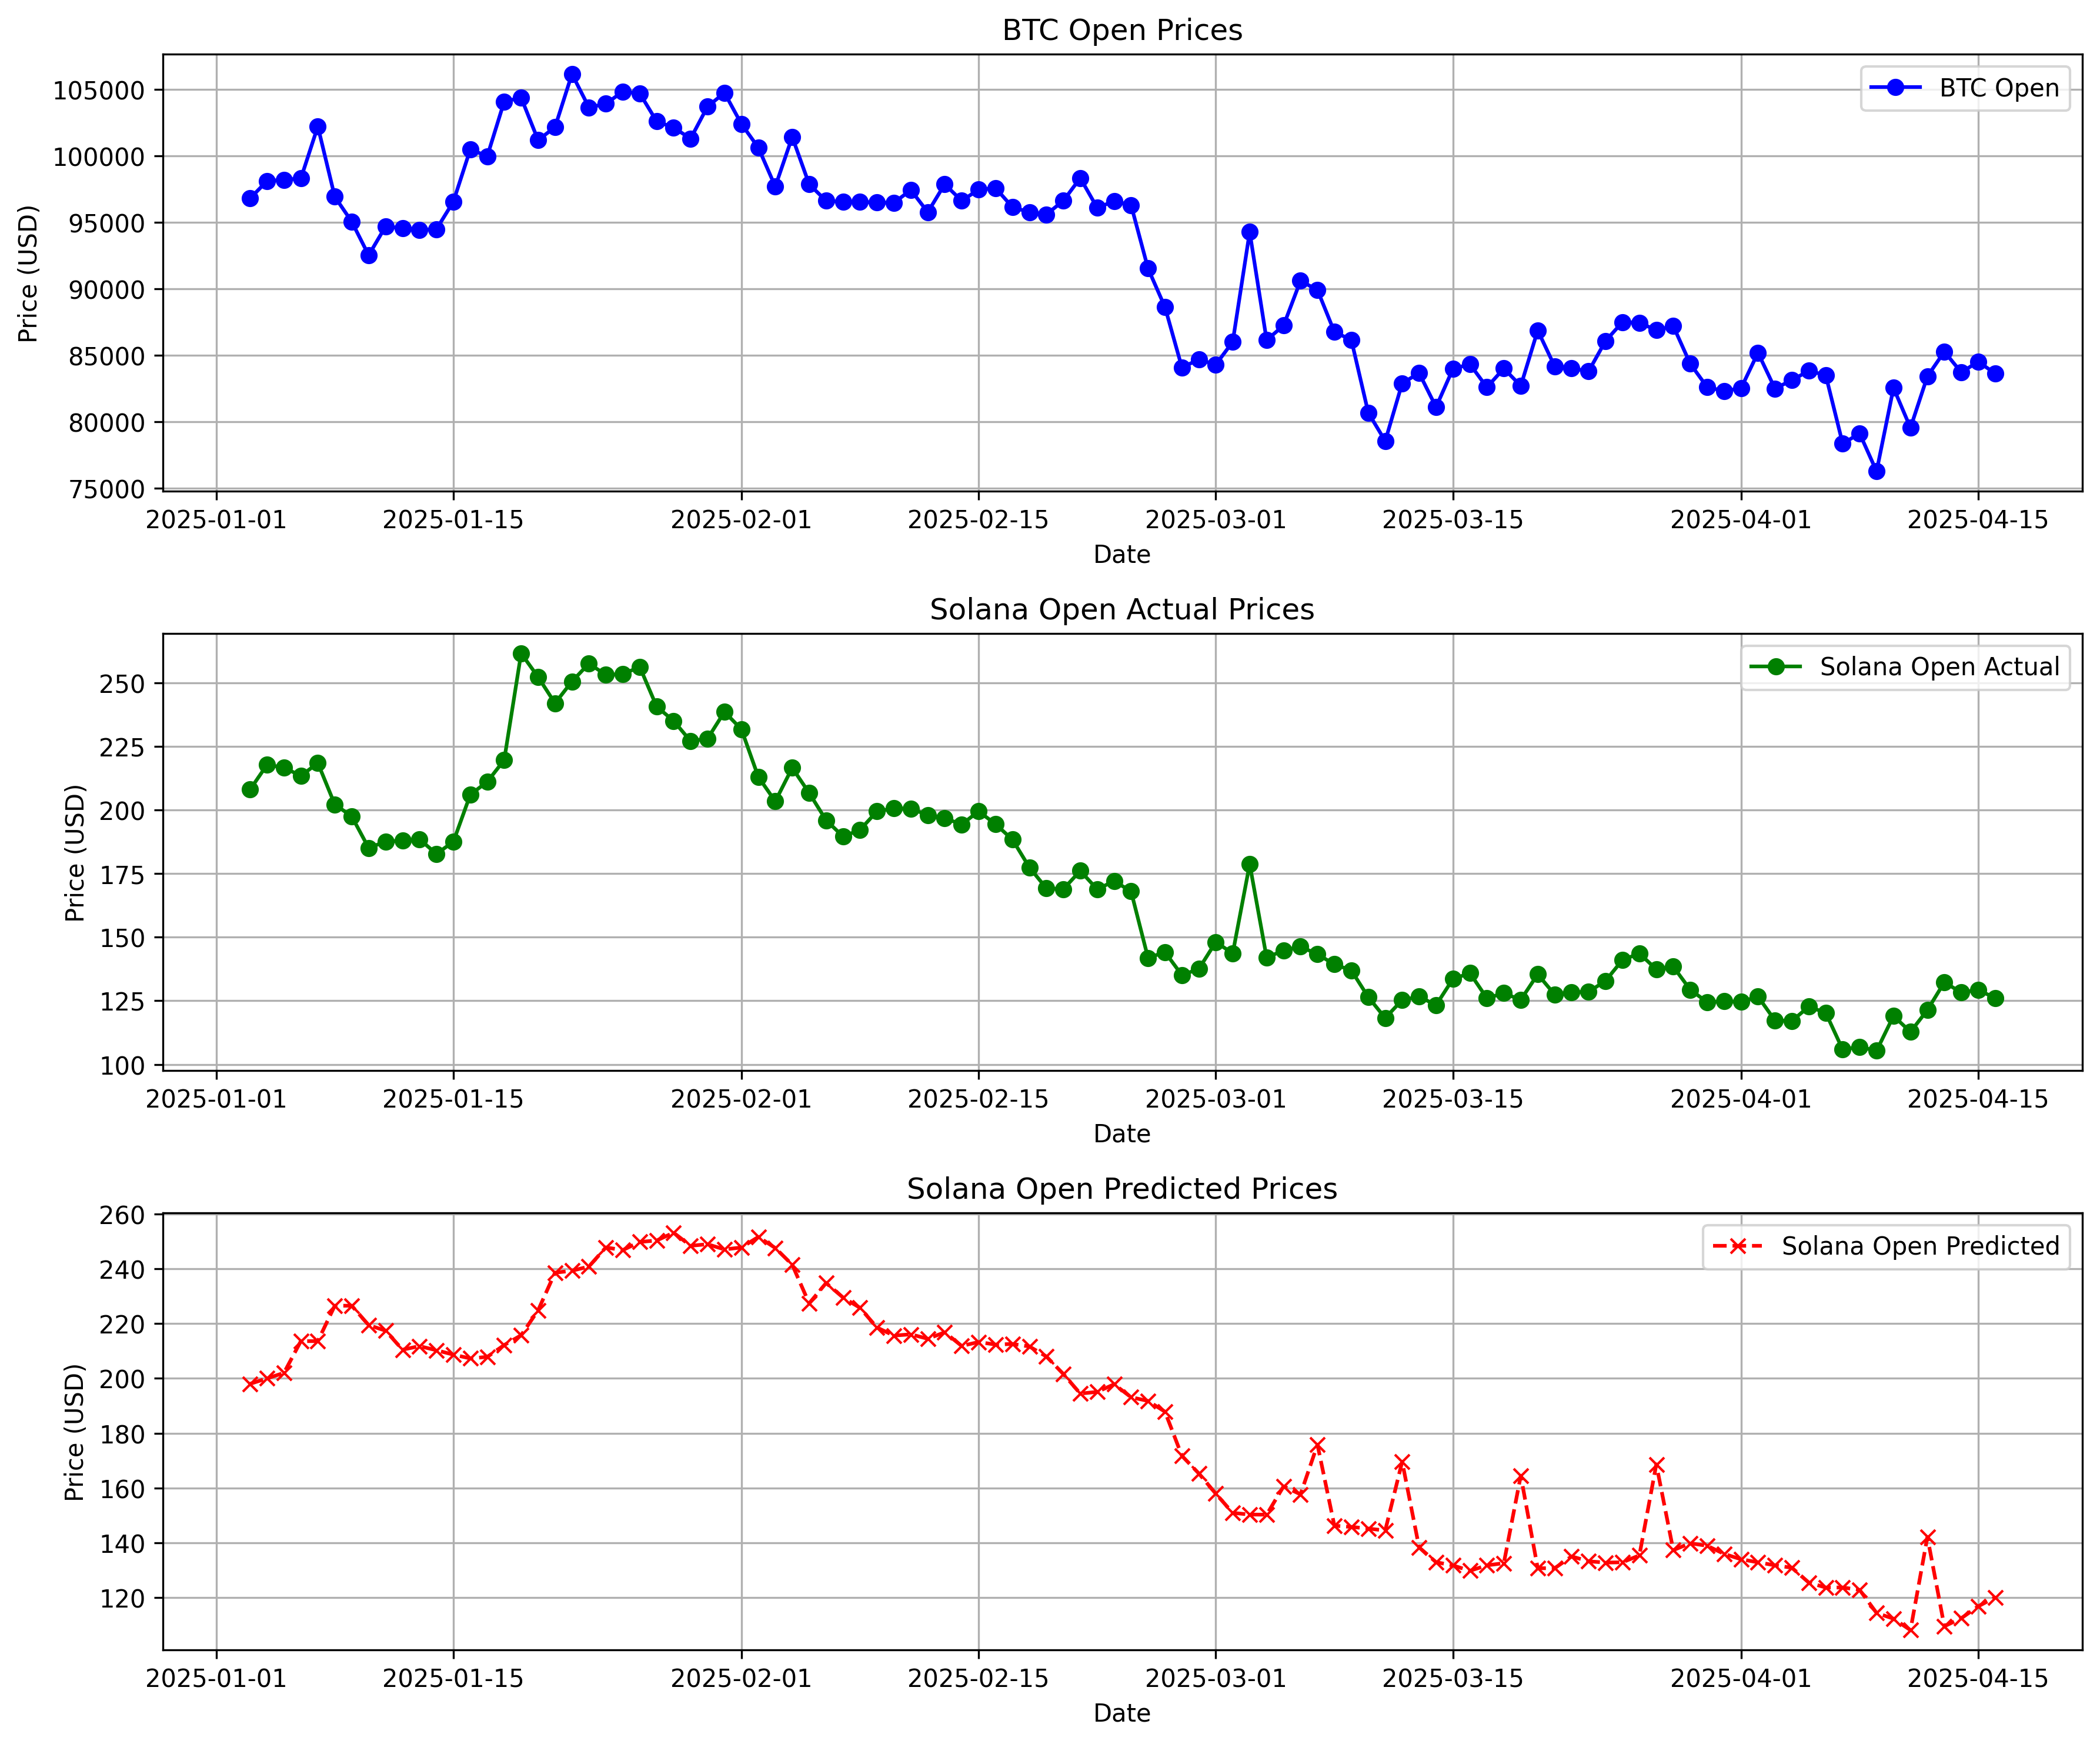 BTC Open Prices
BTC Open
105000
100000
95000
90000
85000
80000
75000
Price (USD)
2025-01-01 2025-01-15 2025-02-01 2025-02-15 2025-03-01 2025-03-15 2025-04-01 2025-04-15
Date
Solana Open Actual Prices
Solana Open Actual
250
225
200
175
150
125
100
Price (USD)
2025-01-01 2025-01-15 2025-02-01 2025-02-15 2025-03-01 2025-03-15 2025-04-01 2025-04-15
Date
Solana Open Predicted Prices
Solana Open Predicted
260
240
220
200
180
160
140
120
Price (USD)
2025-01-01 2025-01-15 2025-02-01 2025-02-15 2025-03-01 2025-03-15 2025-04-01 2025-04-15
Date